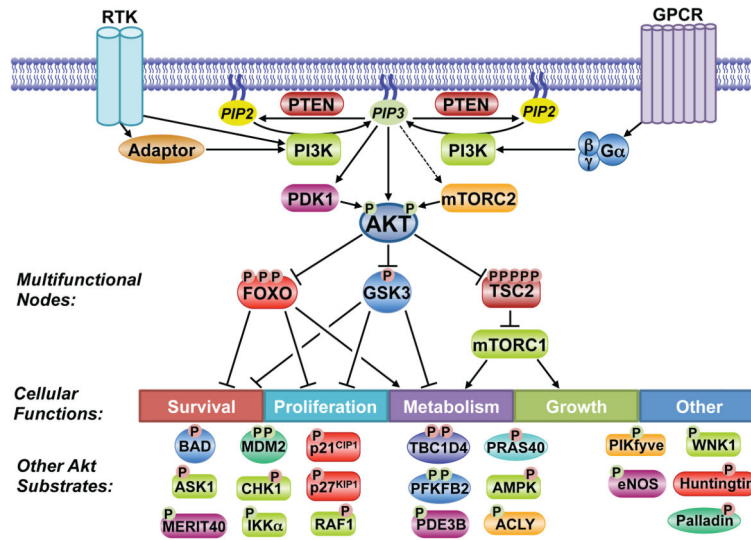 RTK
GPCR
PIP2
PTEN
PIP3
PTEN
PIP2
Adaptor
PI3K
PI3K
β
γ
Gα
PDK1
mTORC2
P
P
AKT
Multifunctional
Nodes:
P P P
FOXO
P
GSK3
PPPPP
TSC2
mTORC1
Cellular
Functions:
Survival
Proliferation
Metabolism
Growth
Other
Other Akt
Substrates:
P
BAD
P P
MDM2
P
p21CIP1
P P
TBC1D4
P
PRAS40
P
PIKfyve
P
WNK1
P
ASK1
P
CHK1
P
p27KIP1
P P
PFKFB2
P
AMPK
P
eNOS
P
Huntingtin
P
MERIT40
P
IKKα
P
RAF1
P
PDE3B
P
ACLY
P
Palladin